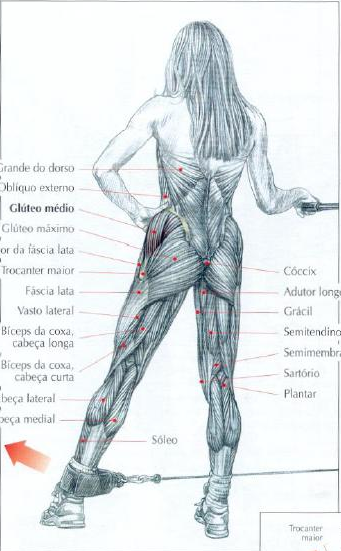 Grande do dorso
Oblíquo externo
Glúteo médio
Glúteo máximo
or da fáscia lata
Trocanter maior
Fáscia lata
Vasto lateral
Bíceps da coxa,
cabeça longa
Bíceps da coxa,
cabeça curta
beça lateral
beça medial
Sóleo
Cóccix
Adutor longo
Grácil
Semitendino
Semimembra
Sartório
Plantar
Trocanter
maior